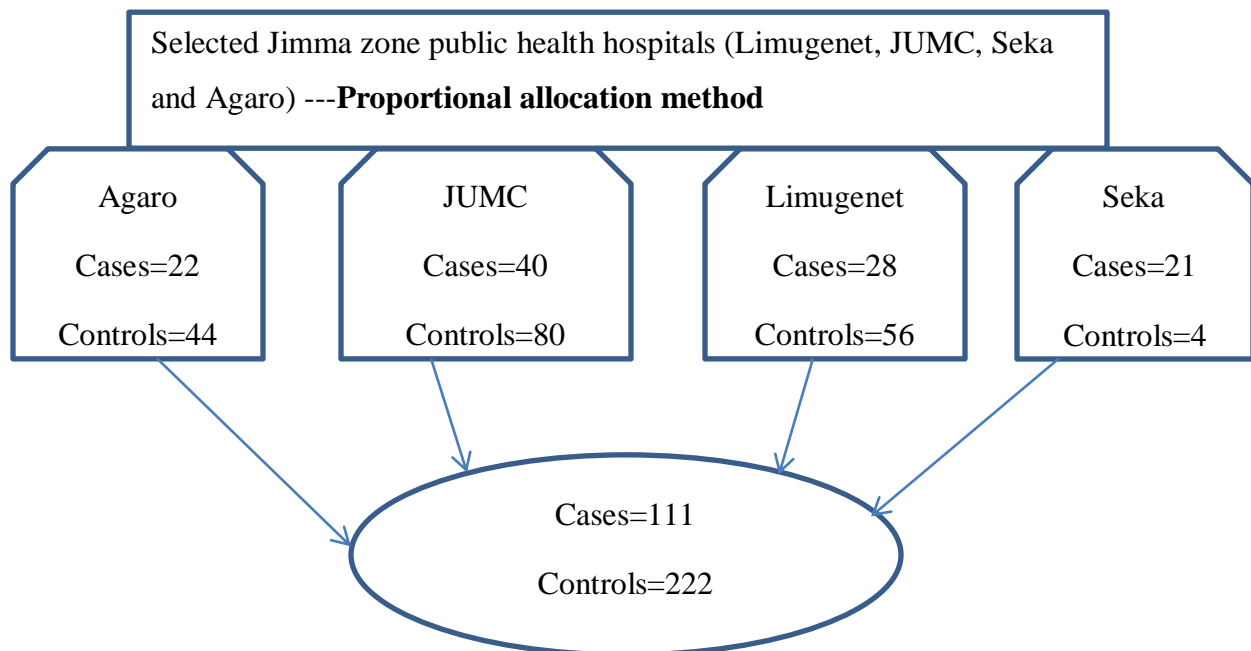 Selected Jimma zone public health hospitals (Limugenet, JUMC, Seka
and Agaro) ---Proportional allocation method
Agaro
Cases=22
Controls=44
JUMC
Cases=40
Controls=80
Limugenet
Cases=28
Controls=56
Seka
Cases=21
Controls=4
Cases=111
Controls=222